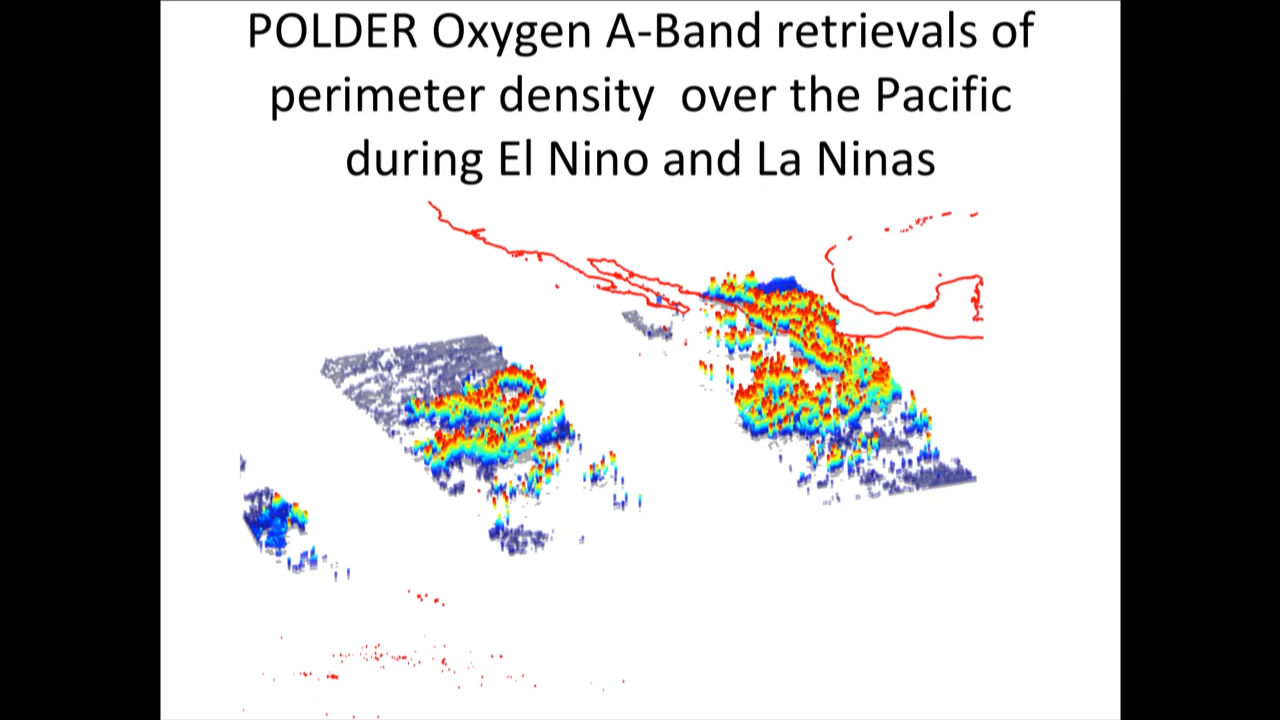 POLDER Oxygen A-Band retrievals of
perimeter density  over the Pacific
during El Nino and La Ninas